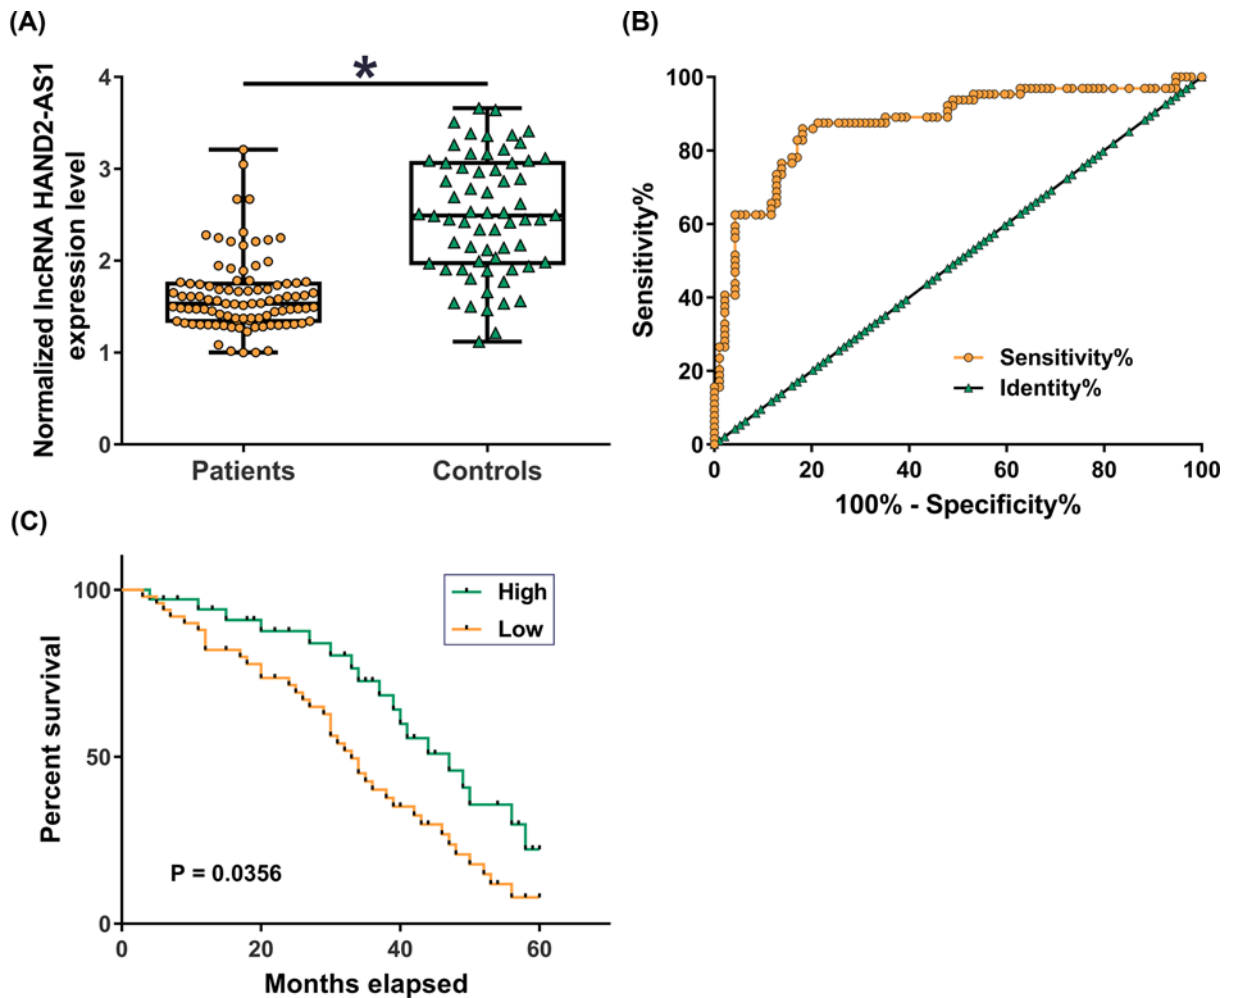 (A)
Normalized lncRNA HAND2-AS1
expression level
4
3
2
1
0
*
Patients
Controls
(B)
Sensitivity%
100
80
60
40
20
0
Sensitivity%
Identity%
0
20
40
60
80
100
100% - Specificity%
(C)
Percent survival
100
50
0
High
Low
P = 0.0356
0
20
40
60
Months elapsed